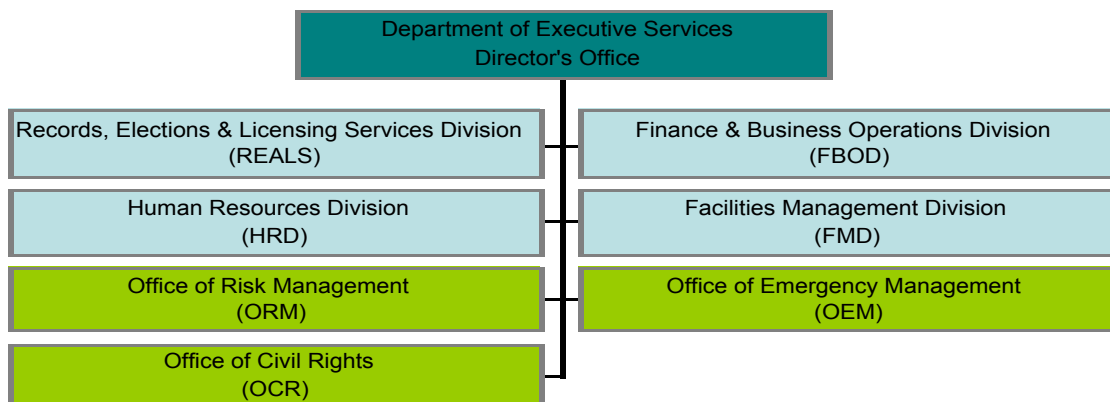 Department of Executive Services
Director's Office
Records, Elections & Licensing Services Division
(REALS)
Finance & Business Operations Division
(FBOD)
Human Resources Division
(HRD)
Facilities Management Division
(FMD)
Office of Risk Management
(ORM)
Office of Emergency Management
(OEM)
Office of Civil Rights
(OCR)